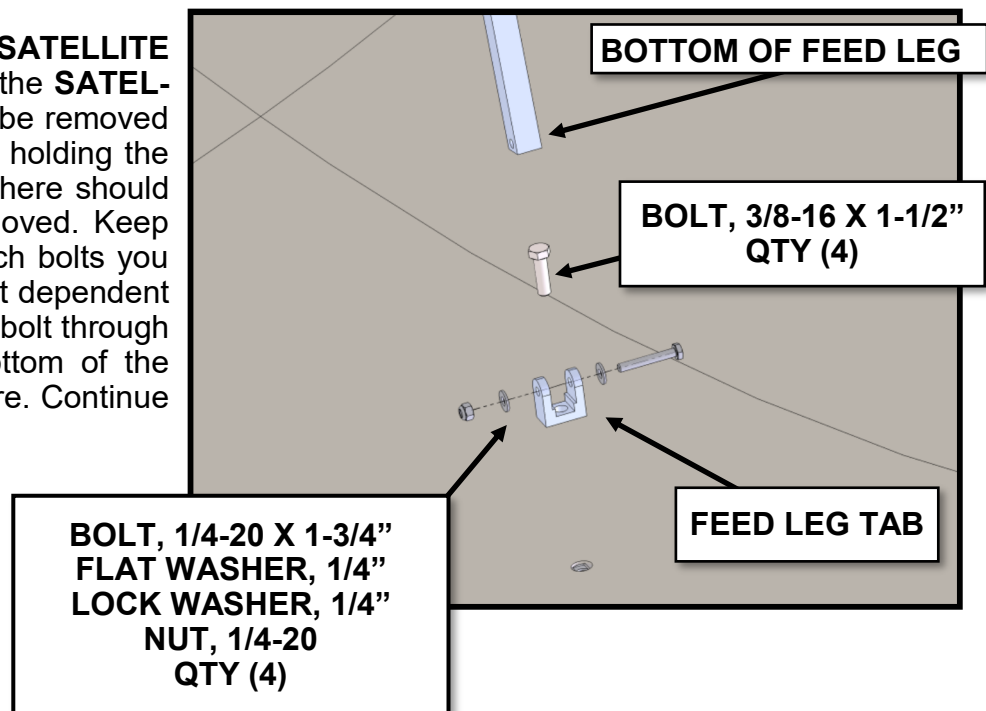 SATELLITE
the SATEL-
be removed
holding the
here should
oved. Keep
ch bolts you
t dependent
bolt through
ttom of the
re. Continue
BOTTOM OF FEED LEG
BOLT, 3/8-16 X 1-1/2”
QTY (4)
FEED LEG TAB
BOLT, 1/4-20 X 1-3/4”
FLAT WASHER, 1/4”
LOCK WASHER, 1/4”
NUT, 1/4-20
QTY (4)